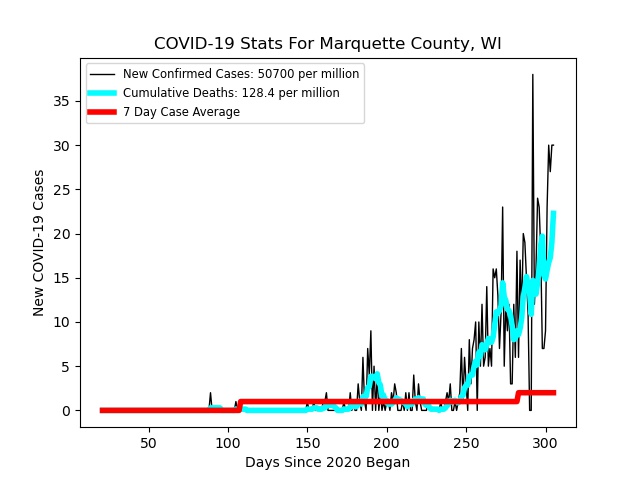 COVID-19 Stats For Marquette County, WI
New Confirmed Cases: 50700 per million
Cumulative Deaths: 128.4 per million
7 Day Case Average
New COVID-19 Cases
35
30
25
20
15
10
5
0
50
100
150
200
250
300
Days Since 2020 Began